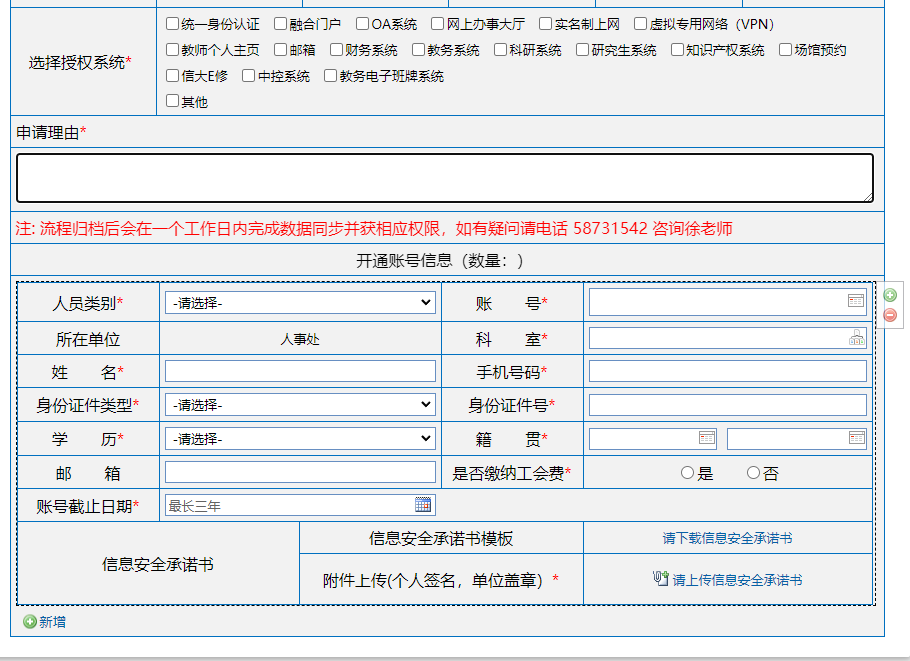 统一身份认证 融合门户 OA系统 网上办事大厅 实名制上网 虚拟专用网络（VPN）
选择授权系统*
教师个人主页 邮箱 财务系统 教务系统 科研系统 研究生系统 知识产权系统 场馆预约
信大E修 中控系统 教务电子班牌系统
其他
申请理由*
注: 流程归档后会在一个工作日内完成数据同步并获相应权限，如有疑问请电话 58731542 咨询徐老师
开通账号信息（数量：）
人员类别* -请选择- 账 号*
所在单位 人事处 科 室*
姓 名* 手机号码*
身份证件类型* -请选择- 身份证件号*
学 历* -请选择- 籍 贯*
邮 箱 是否缴纳工会费* 是 否
账号截止日期* 最长三年
信息安全承诺书 信息安全承诺书模板 请下载信息安全承诺书
附件上传(个人签名，单位盖章）* 请上传信息安全承诺书
新增